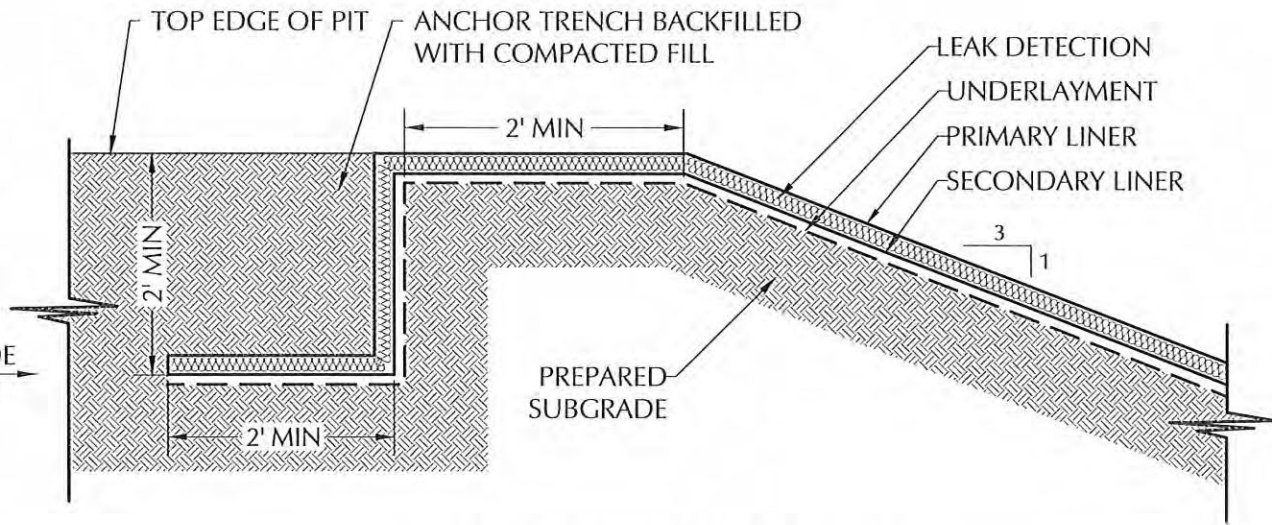 TOP EDGE OF PIT
ANCHOR TRENCH BACKFILLED
WITH COMPACTED FILL
LEAK DETECTION
UNDERLAYMENT
PRIMARY LINER
SECONDARY LINER
2' MIN
3
1
2' MIN
PREPARED
SUBGRADE
2' MIN